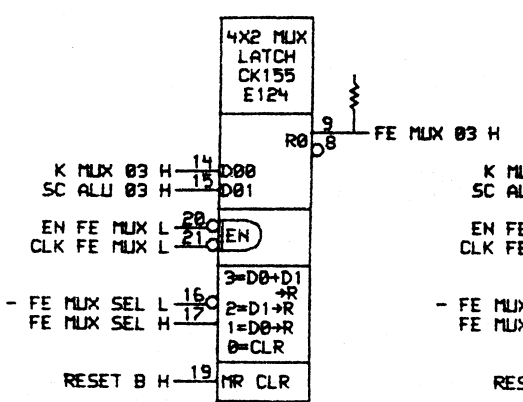 4X2 MUX
LATCH
CK155
E124
R0
9
8
FE MUX 03 H
K MUX 03 H 14 D00
SC ALU 03 H 15 D01
EN FE MUX L 20
CLK FE MUX L 21
EN
3=D0+D1
→R
- FE MUX SEL L 16 2=D1→R
FE MUX SEL H 17 1=D0→R
0=CLR
RESET B H 19 MR CLR
K MU
SC AL
EN FE
CLK FE
- FE MUX
FE MUX
RES